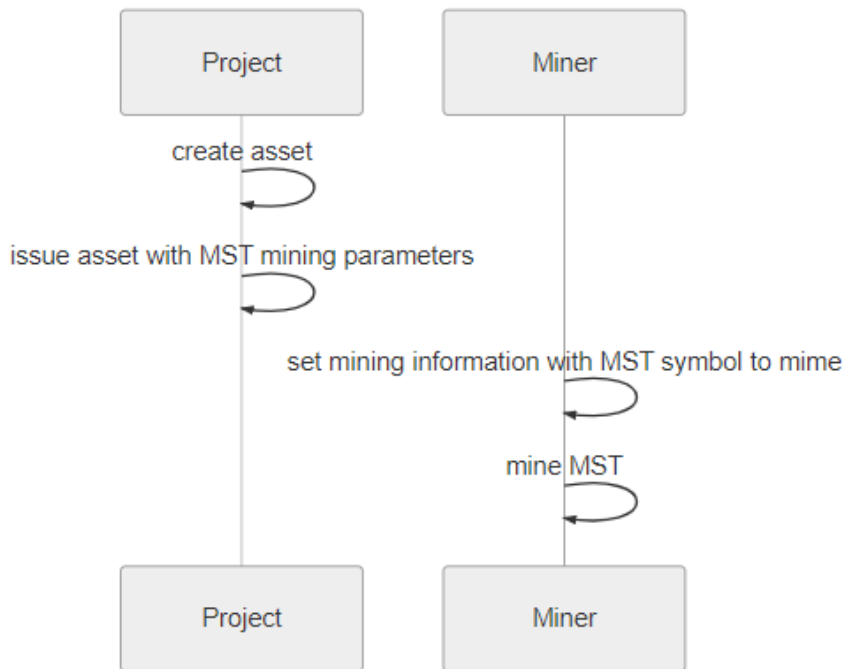 Project
Miner
create asset
issue asset with MST mining parameters
set mining information with MST symbol to mime
mine MST
Project
Miner